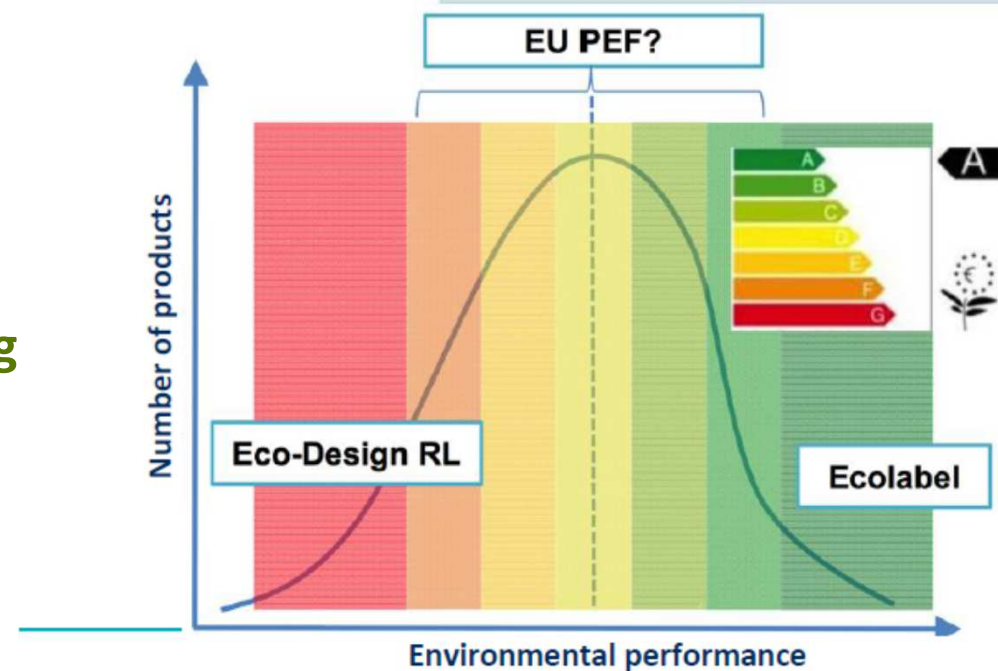 EU PEF?
A
A
B
C
D
E
F
G
€
g
Number of products
Eco-Design RL
Ecolabel
Environmental performance